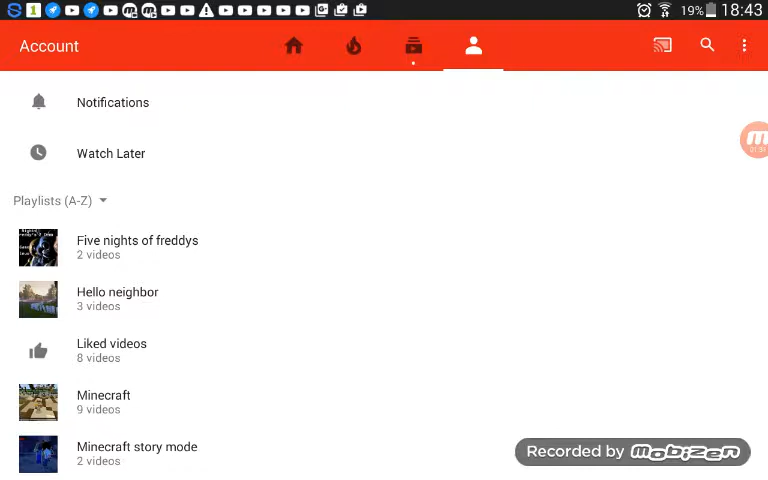 1 19% 18:43
Account
Notifications
Watch Later
Playlists (A-Z)
Five nights of freddys
2 videos
Hello neighbor
3 videos
Liked videos
8 videos
Minecraft
9 videos
Minecraft story mode
2 videos
Recorded by mobizen